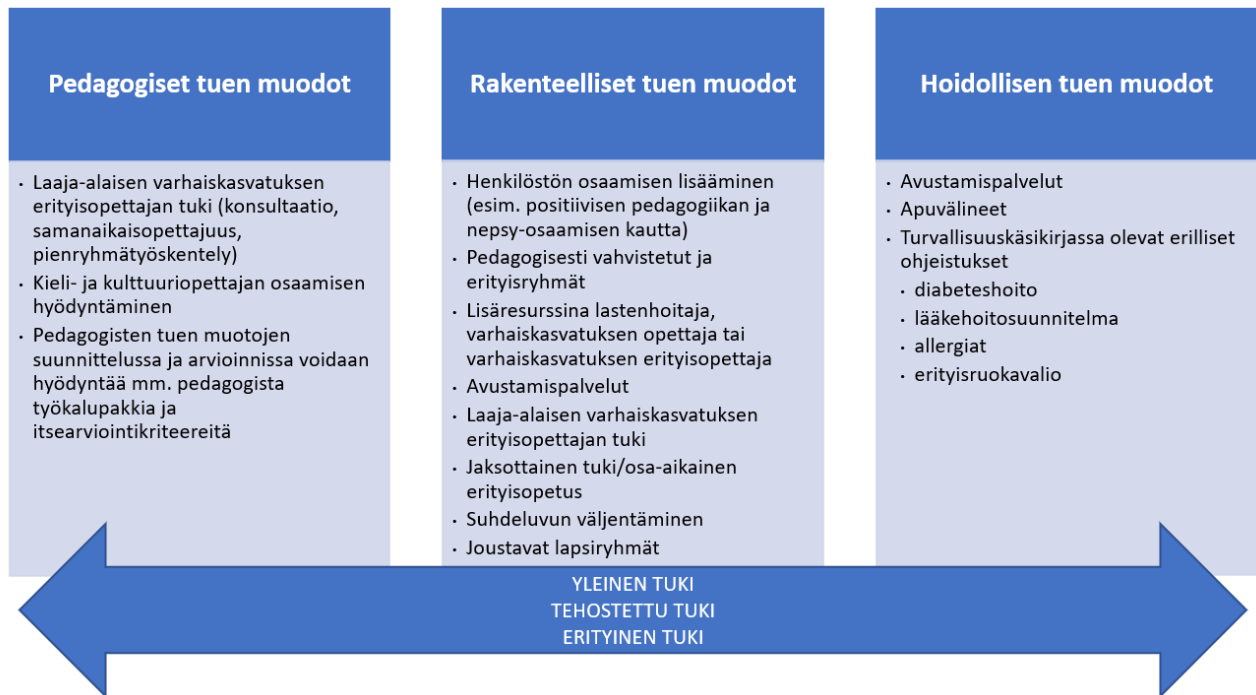 Pedagogiset tuen muodot
· Laaja-alaisen varhaiskasvatuksen
erityisopettajan tuki (konsultaatio,
samanaikaisopettajuus,
pienryhmätyöskentely)
· Kieli- ja kulttuuriopettajan osaamisen
hyödyntäminen
· Pedagogisten tuen muotojen
suunnittelussa ja arvioinnissa voidaan
hyödyntää mm. pedagogista
työkalupakkia ja
itsearviointikriteereitä
Rakenteelliset tuen muodot
· Henkilöstön osaamisen lisääminen
(esim. positiivisen pedagogiikan ja
nepsy-osaamisen kautta)
· Pedagogisesti vahvistetut ja
erityisryhmät
· Lisäresurssina lastenhoitaja,
varhaiskasvatuksen opettaja tai
varhaiskasvatuksen erityisopettaja
· Avustamispalvelut
· Laaja-alaisen varhaiskasvatuksen
erityisopettajan tuki
· Jaksottainen tuki/osa-aikainen
erityisopetus
· Suhdeluvun väljentäminen
· Joustavat lapsiryhmät
Hoidollisen tuen muodot
· Avustamispalvelut
· Apuvälineet
· Turvallisuuskäsikirjassa olevat erilliset
ohjeistukset
· diabeteshoito
· lääkehoitosuunnitelma
· allergiat
· erityisruokavalio
YLEINEN TUKI
TEHOSTETTU TUKI
ERITYINEN TUKI